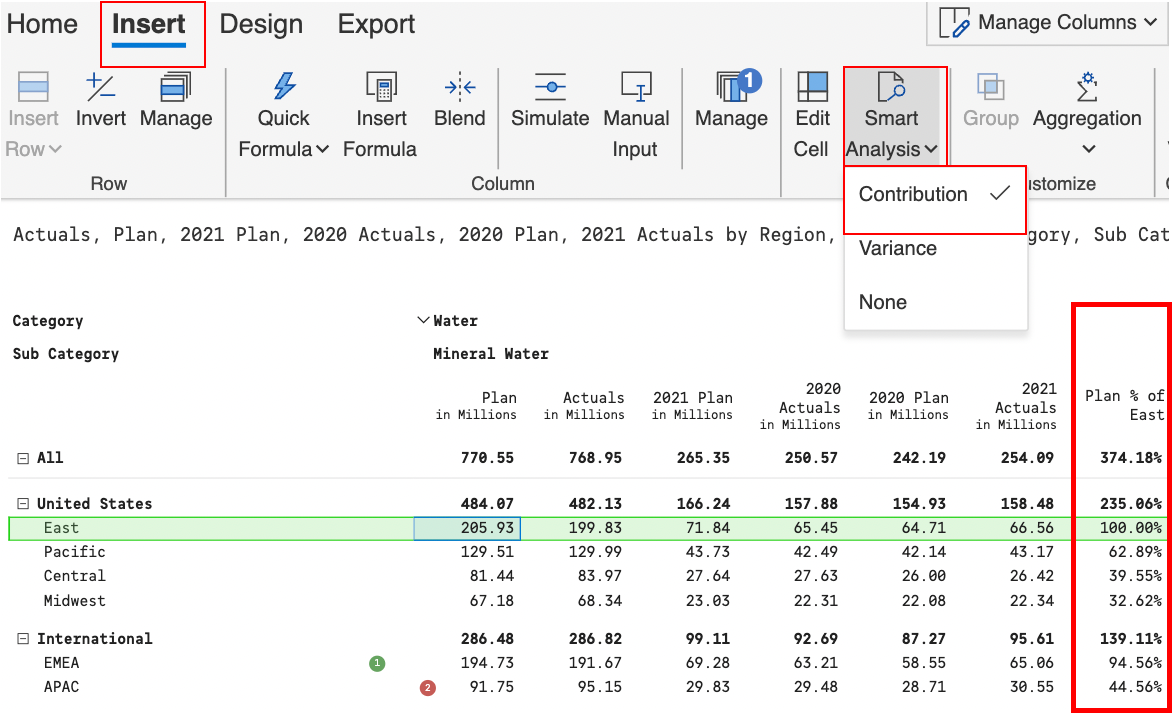 Home Insert Design Export Manage Columns
1
Insert Invert Manage Quick Insert Blend Simulate Manual Manage Edit Smart Group Aggregation
Row Formula Formula Input Cell Analysis
Row Column ustomize
Contribution
Actuals, Plan, 2021 Plan, 2020 Actuals, 2020 Plan, 2021 Actuals by Region, gory, Sub Cat
Variance
None
Category Water
Sub Category Mineral Water
Plan Actuals 2021 Plan 2020 2020 Plan 2021 Plan % of
in Millions in Millions in Millions Actuals in Millions Actuals East
in Millions in Millions
All 770.55 768.95 265.35 250.57 242.19 254.09 374.18%
United States 484.07 482.13 166.24 157.88 154.93 158.48 235.06%
East 205.93 199.83 71.84 65.45 64.71 66.56 100.00%
Pacific 129.51 129.99 43.73 42.49 42.14 43.17 62.89%
Central 81.44 83.97 27.64 27.63 26.00 26.42 39.55%
Midwest 67.18 68.34 23.03 22.31 22.08 22.34 32.62%
International 286.48 286.82 99.11 92.69 87.27 95.61 139.11%
EMEA 1 194.73 191.67 69.28 63.21 58.55 65.06 94.56%
APAC 2 91.75 95.15 29.83 29.48 28.71 30.55 44.56%